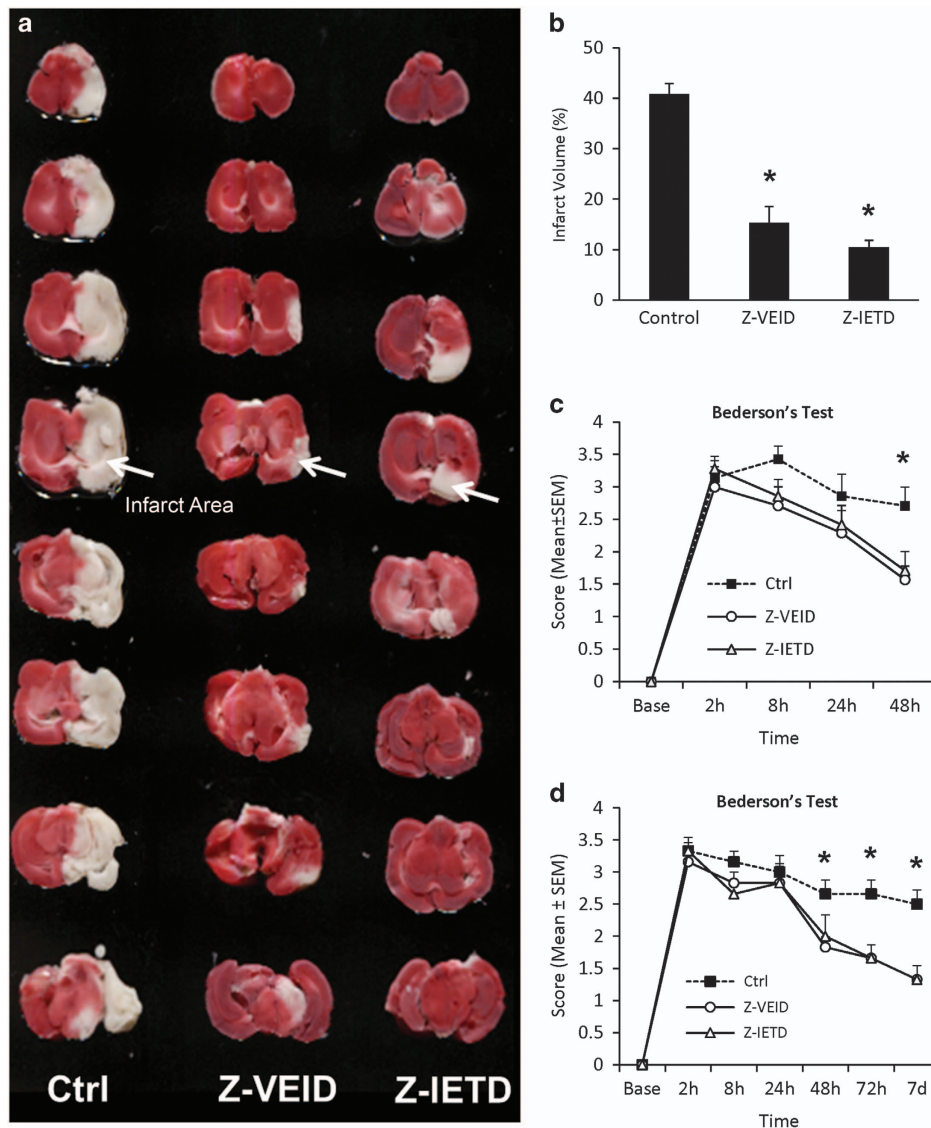 a
Infarct Area
Ctrl
Z-VEID
Z-IETD
b
Infarct Volume (%)
50
40
30
20
10
0
*
*
Control
Z-VEID
Z-IETD
c
Bederson's Test
Score (Mean±SEM)
4
3.5
3
2.5
2
1.5
1
0.5
0
*
Ctrl
Z-VEID
Z-IETD
Base
2h
8h
24h
48h
Time
d
Bederson's Test
Score (Mean ± SEM)
4
3.5
3
2.5
2
1.5
1
0.5
0
*
*
*
Ctrl
Z-VEID
Z-IETD
Base
2h
8h
24h
48h
72h
7d
Time